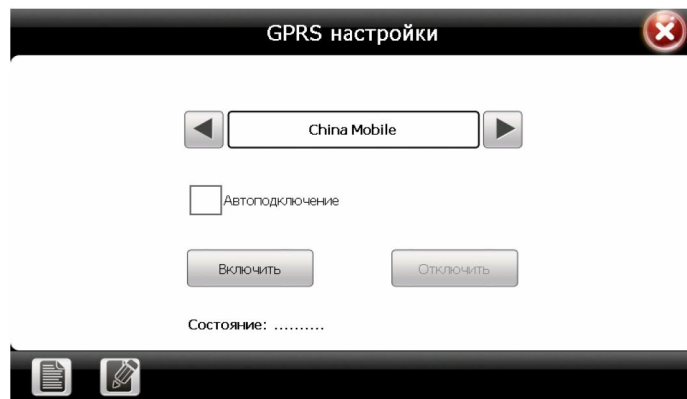 GPRS настройки
China Mobile
Автоподключение
Включить
Отключить
Состояние: ..........